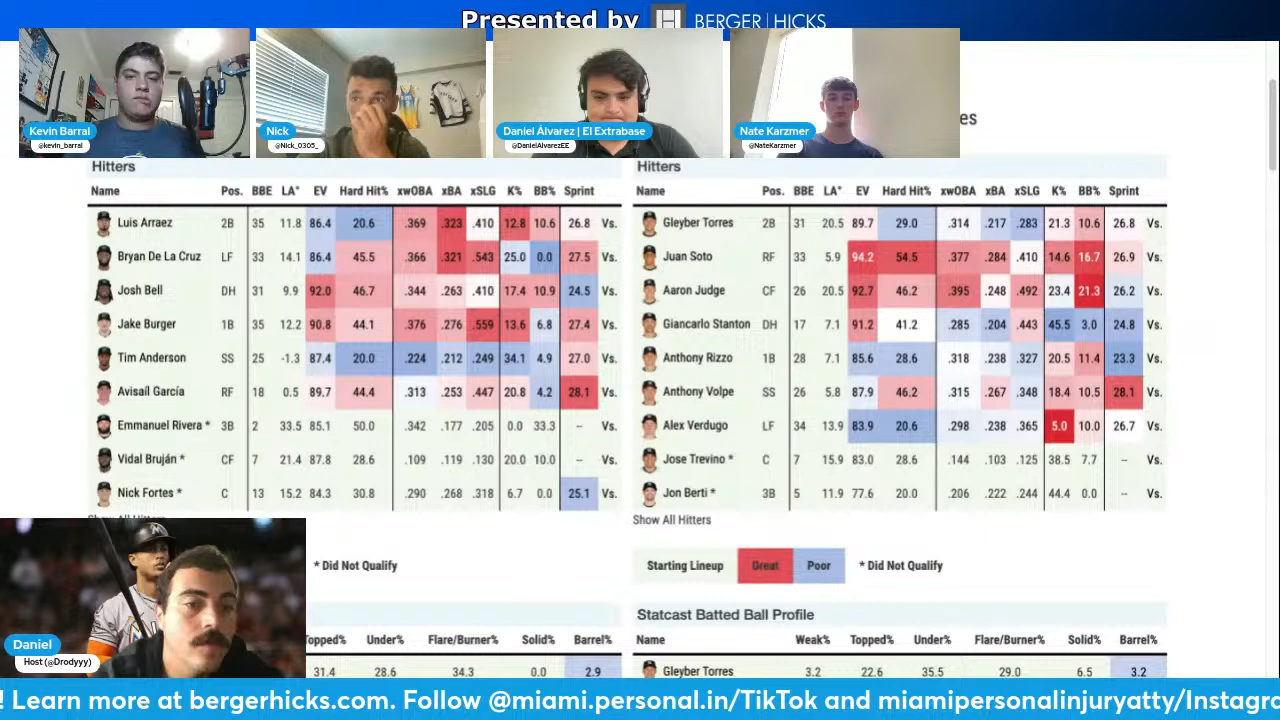 Presented by BERGER|HICKS
Kevin Barral
@kevin_barral
Nick
@Nick_0305_
Daniel Álvarez | El Extrabase
@DanielAlvarezEE
Nate Karzmer
@NateKarzmer
es
Hitters
Name Pos. BBE LA° EV Hard Hit% xwOBA xBA xSLG K% BB% Sprint
Luis Arraez 2B 35 11.8 86.4 20.6 .369 .323 .410 12.8 10.6 26.8 Vs.
Bryan De La Cruz LF 33 14.1 86.4 45.5 .366 .321 .543 25.0 0.0 27.5 Vs.
Josh Bell DH 31 9.9 92.0 46.7 .344 .263 .410 17.4 10.9 24.5 Vs.
Jake Burger 1B 35 12.2 90.8 44.1 .376 .276 .559 13.6 6.8 27.4 Vs.
Tim Anderson SS 25 -1.3 87.4 20.0 .224 .212 .249 34.1 4.9 27.0 Vs.
Avisaíl García RF 18 0.5 89.7 44.4 .313 .253 .447 20.8 4.2 28.1 Vs.
Emmanuel Rivera * 3B 2 33.5 85.1 50.0 .342 .177 .205 0.0 33.3 -- Vs.
Vidal Bruján * CF 7 21.4 87.8 28.6 .109 .119 .130 20.0 10.0 -- Vs.
Nick Fortes * C 13 15.2 84.3 30.8 .290 .268 .318 6.7 0.0 25.1 Vs.
Show All Hitters
* Did Not Qualify
Topped% Under% Flare/Burner% Solid% Barrel%
31.4 28.6 34.3 0.0 2.9
Hitters
Name Pos. BBE LA° EV Hard Hit% xwOBA xBA xSLG K% BB% Sprint
Gleyber Torres 2B 31 20.5 89.7 29.0 .314 .217 .283 21.3 10.6 26.8 Vs.
Juan Soto RF 33 5.9 94.2 54.5 .377 .284 .410 14.6 16.7 26.9 Vs.
Aaron Judge CF 26 20.5 92.7 46.2 .395 .248 .492 23.4 21.3 26.2 Vs.
Giancarlo Stanton DH 17 7.1 91.2 41.2 .285 .204 .443 45.5 3.0 24.8 Vs.
Anthony Rizzo 1B 28 7.1 85.6 28.6 .318 .238 .327 20.5 11.4 23.3 Vs.
Anthony Volpe SS 26 5.8 87.9 46.2 .315 .267 .348 18.4 10.5 28.1 Vs.
Alex Verdugo LF 34 13.9 83.9 20.6 .298 .238 .365 5.0 10.0 26.7 Vs.
Jose Trevino * C 7 15.9 83.0 28.6 .144 .103 .125 38.5 7.7 -- Vs.
Jon Berti * 3B 5 11.9 77.6 20.0 .206 .222 .244 44.4 0.0 -- Vs.
Show All Hitters
Starting Lineup Great Poor * Did Not Qualify
Statcast Batted Ball Profile
Name Weak% Topped% Under% Flare/Burner% Solid% Barrel%
Gleyber Torres 3.2 22.6 35.5 29.0 6.5 3.2
Daniel
Host (@Drodyyy)
! Learn more at bergerhicks.com. Follow @miami.personal.in/TikTok and miamipersonalinjuryatty/Instagra